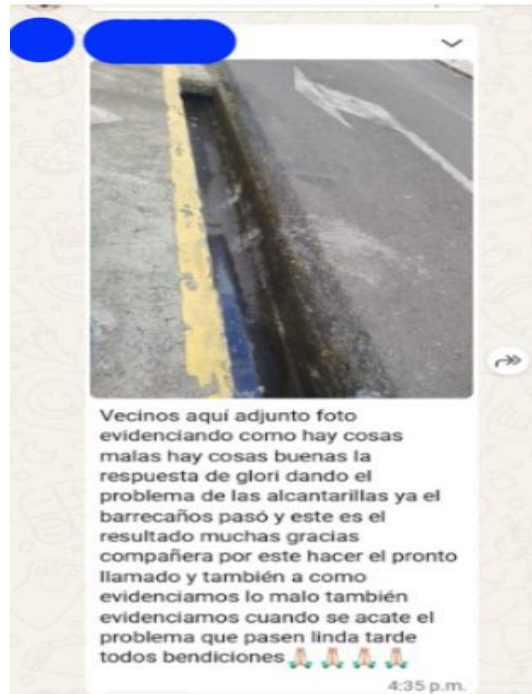 Vecinos aquí adjunto foto
evidenciando como hay cosas
malas hay cosas buenas la
respuesta de glori dando el
problema de las alcantarillas ya el
barrecaños pasó y este es el
resultado muchas gracias
compañera por este hacer el pronto
llamado y también a como
evidenciamos lo malo también
evidenciamos cuando se acate el
problema que pasen linda tarde
todos bendiciones 🙏🏻 🙏🏻 🙏🏻 🙏🏻
4:35 p.m.